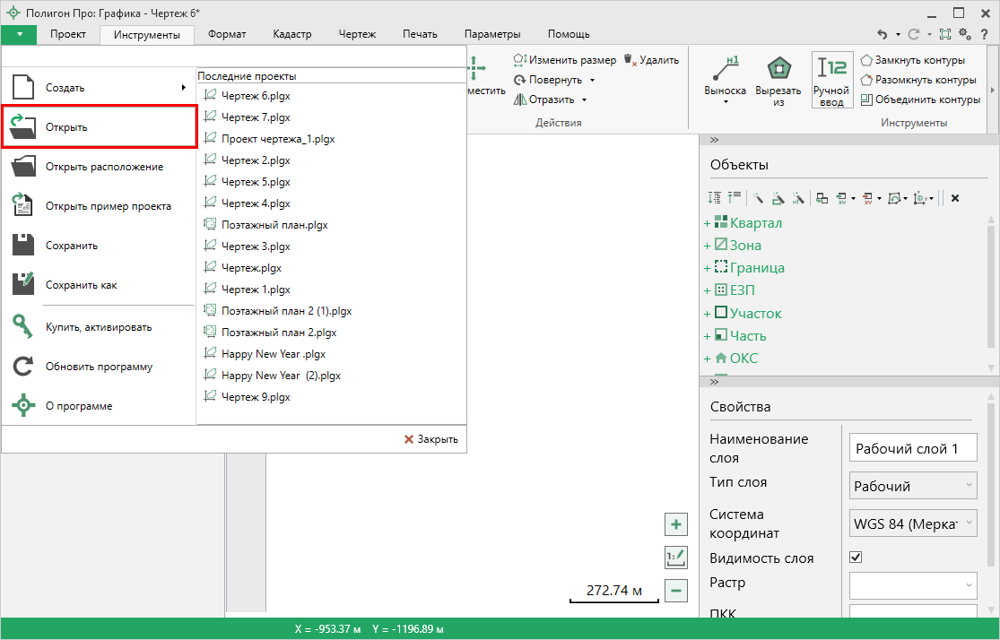 Полигон Про: Графика - Чертеж 6*
Проект
Инструменты
Формат
Кадастр
Чертеж
Печать
Параметры
Помощь
?
Создать
Открыть
Открыть расположение
Открыть пример проекта
Сохранить
Сохранить как
Купить, активировать
Обновить программу
О программе
Последние проекты
Чертеж 6.plgx
Чертеж 7.plgx
Проект чертежа_1.plgx
Чертеж 2.plgx
Чертеж 5.plgx
Чертеж 4.plgx
Поэтажный план.plgx
Чертеж 3.plgx
Чертеж.plgx
Чертеж 1.plgx
Поэтажный план 2 (1).plgx
Поэтажный план 2.plgx
Happy New Year .plgx
Happy New Year  (2).plgx
Чертеж 9.plgx
Закрыть
местить
Изменить размер
Удалить
Повернуть
Отразить
Действия
н1
Выноска
Вырезать
из
12
Ручной
ввод
Замкнуть контуры
Разомкнуть контуры
Объединить контуры
Инструменты
Объекты
+ Квартал
+ Зона
+ Граница
+ ЕЗП
+ Участок
+ Часть
+ ОКС
Свойства
Наименование
слоя
Рабочий слой 1
Тип слоя
Рабочий
Система
координат
WGS 84 (Меркат
Видимость слоя
Растр
ПКК
1:
272.74 м
X = -953.37 м
Y = -1196.89 м